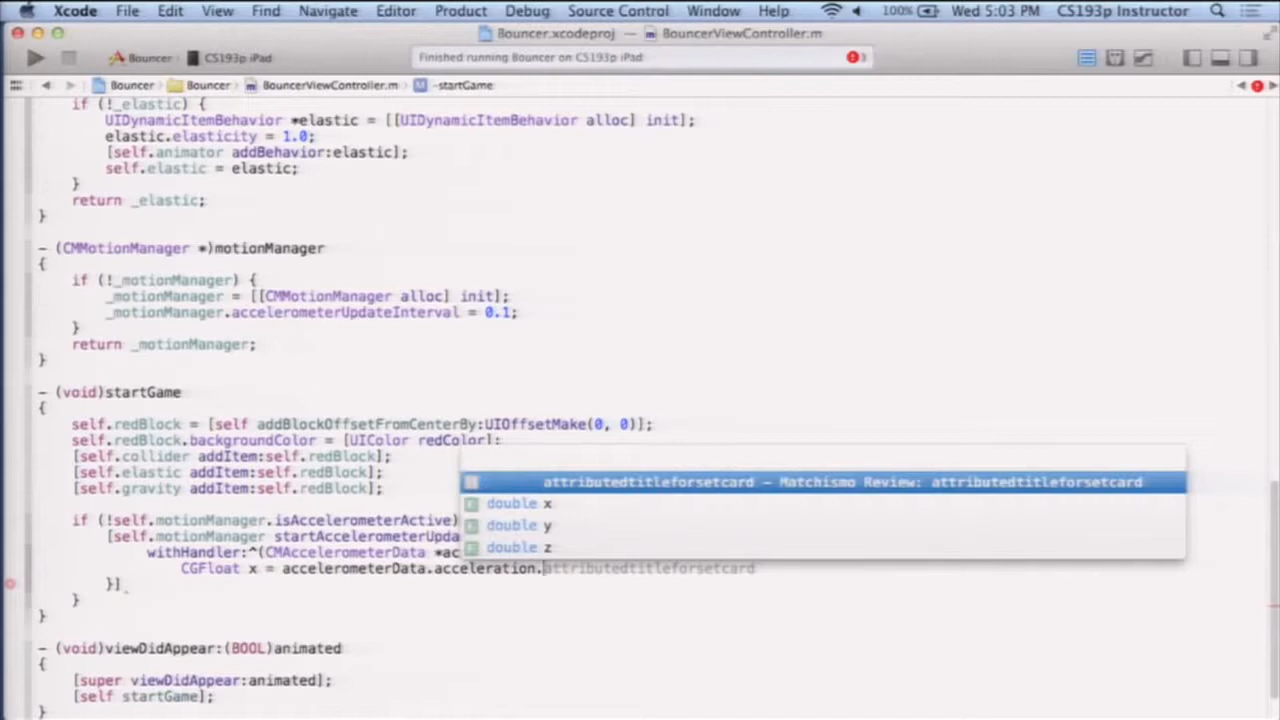 Xcode File Edit View Find Navigate Editor Product Debug Source Control Window Help 100% Wed 5:03 PM CS193p Instructor
Bouncer.xcodeproj — BouncerViewController.m
Bouncer CS193p iPad Finished running Bouncer on CS193p iPad 3
Bouncer Bouncer BouncerViewController.m M -startGame
if (!_elastic) {
UIDynamicItemBehavior *elastic = [[UIDynamicItemBehavior alloc] init];
elastic.elasticity = 1.0;
[self.animator addBehavior:elastic];
self.elastic = elastic;
}
return _elastic;
}
- (CMMotionManager *)motionManager
{
if (!_motionManager) {
_motionManager = [[CMMotionManager alloc] init];
_motionManager.accelerometerUpdateInterval = 0.1;
}
return _motionManager;
}
- (void)startGame
{
self.redBlock = [self addBlockOffsetFromCenterBy:UIOffsetMake(0, 0)];
self.redBlock.backgroundColor = [UIColor redColor];
[self.collider addItem:self.redBlock];
[self.elastic addItem:self.redBlock];
attributedtitleforsetcard – Matchismo Review: attributedtitleforsetcard
[self.gravity addItem:self.redBlock];
double x
if (!self.motionManager.isAccelerometerActive)
double y
[self.motionManager startAccelerometerUpda
double z
withHandler:^(CMAccelerometerData *ac
CGFloat x = accelerometerData.acceleration.attributedtitleforsetcard
}]
}
}
- (void)viewDidAppear:(BOOL)animated
{
[super viewDidAppear:animated];
[self startGame];
}